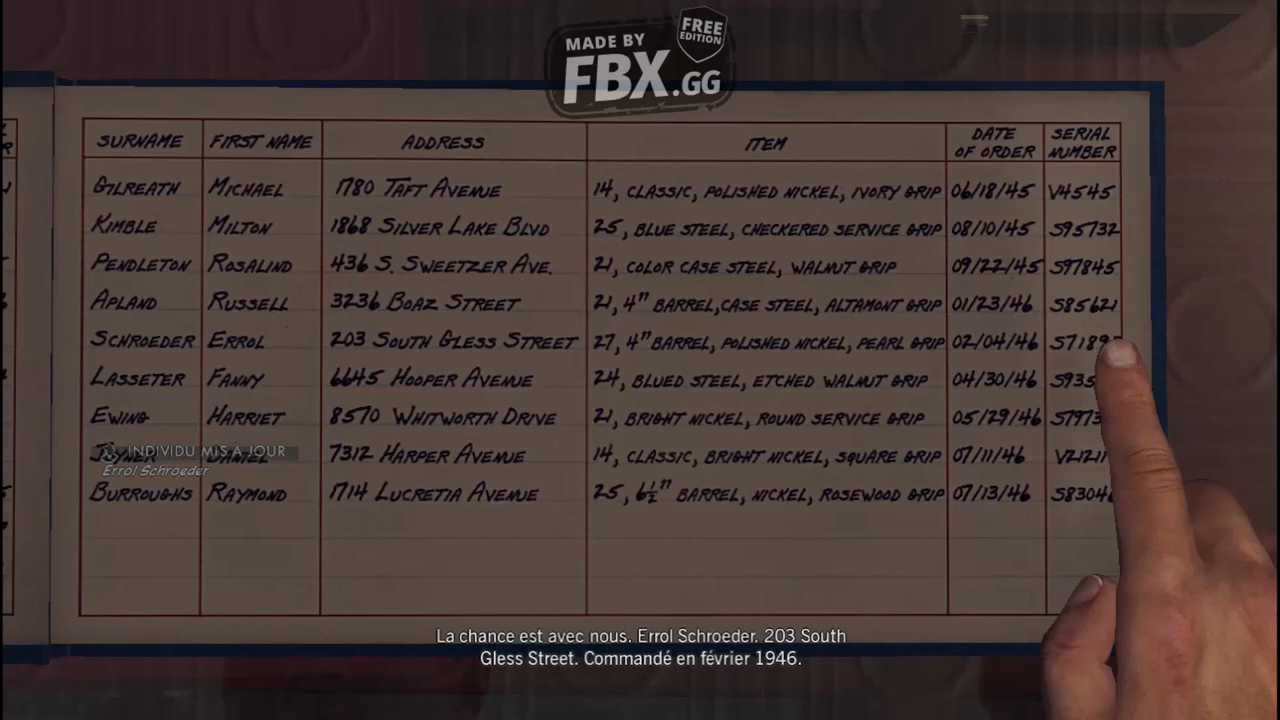 MADE BY
FREE
EDITION
FBX.GG
SURNAME FIRST NAME ADDRESS ITEM DATE OF ORDER SERIAL NUMBER
GILREATH MICHAEL 1780 TAFT AVENUE 14, CLASSIC, POLISHED NICKEL, IVORY GRIP 06/18/45 V4545
KIMBLE MILTON 1868 SILVER LAKE BLVD 25, BLUE STEEL, CHECKERED SERVICE GRIP 08/10/45 S95732
PENDLETON ROSALIND 436 S. SWEETZER AVE. 21, COLOR CASE STEEL, WALNUT GRIP 09/22/45 S97845
APLAND RUSSELL 3236 BOAZ STREET 21, 4" BARREL, CASE STEEL, ALTAMONT GRIP 01/23/46 S85621
SCHROEDER ERROL 203 SOUTH GLESS STREET 27, 4" BARREL, POLISHED NICKEL, PEARL GRIP 02/04/46
LASSETER FANNY 6645 HOOPER AVENUE 24, BLUED STEEL, ETCHED WALNUT GRIP 04/30/46
EWING HARRIET 8570 WHITWORTH DRIVE 21, BRIGHT NICKEL, ROUND SERVICE GRIP 05/29/46
JOYNER DANIEL 7312 HARPER AVENUE 14, CLASSIC, BRIGHT NICKEL, SQUARE GRIP 07/11/46
INDIVIDU MIS À JOUR
Errol Schroeder
BURROUGHS RAYMOND 1714 LUCRETIA AVENUE 25, 6½" BARREL, NICKEL, ROSEWOOD GRIP 07/13/46
La chance est avec nous. Errol Schroeder. 203 South
Gless Street. Commandé en février 1946.